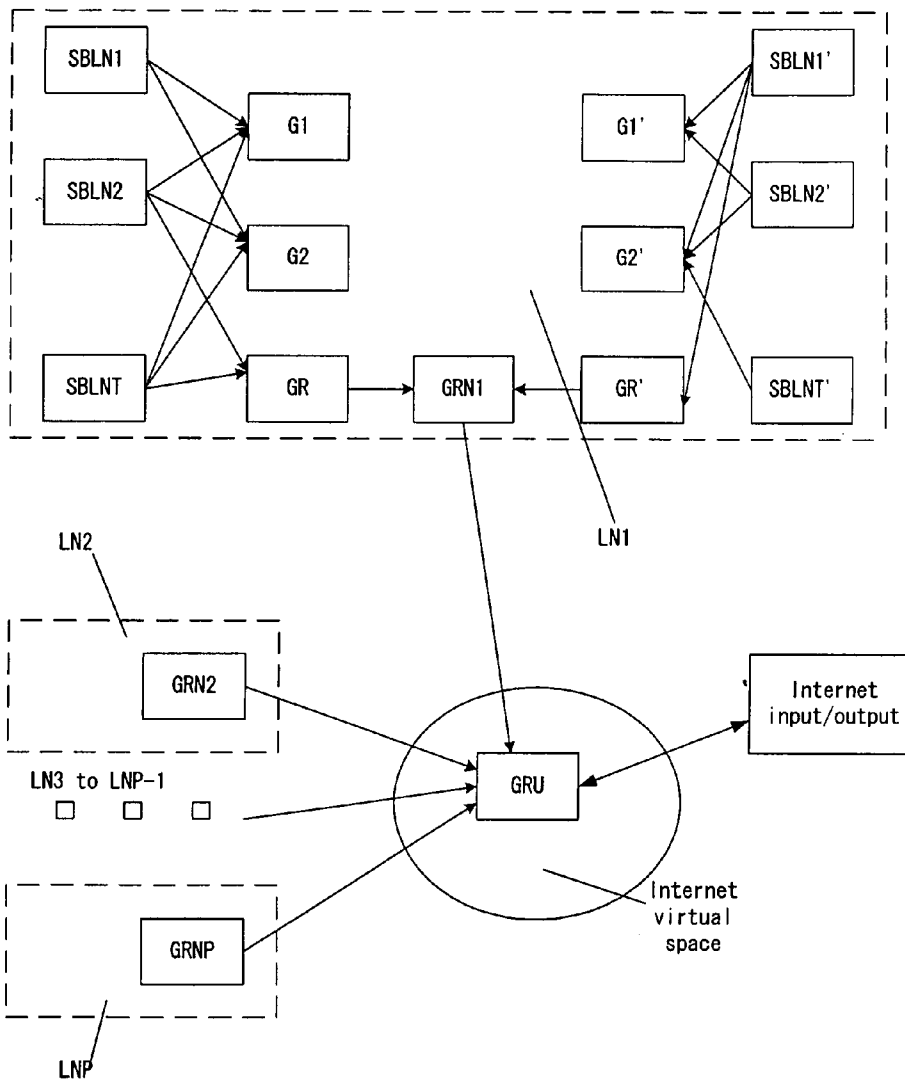 SBLN1
SBLN1'
G1
G1'
SBLN2
SBLN2'
G2
G2'
SBLNT
GR
GRN1
GR'
SBLNT'
LN1
LN2
GRN2
Internet
input/output
LN3 to LNP-1
GRU
GRNP
Internet
virtual
space
LNP